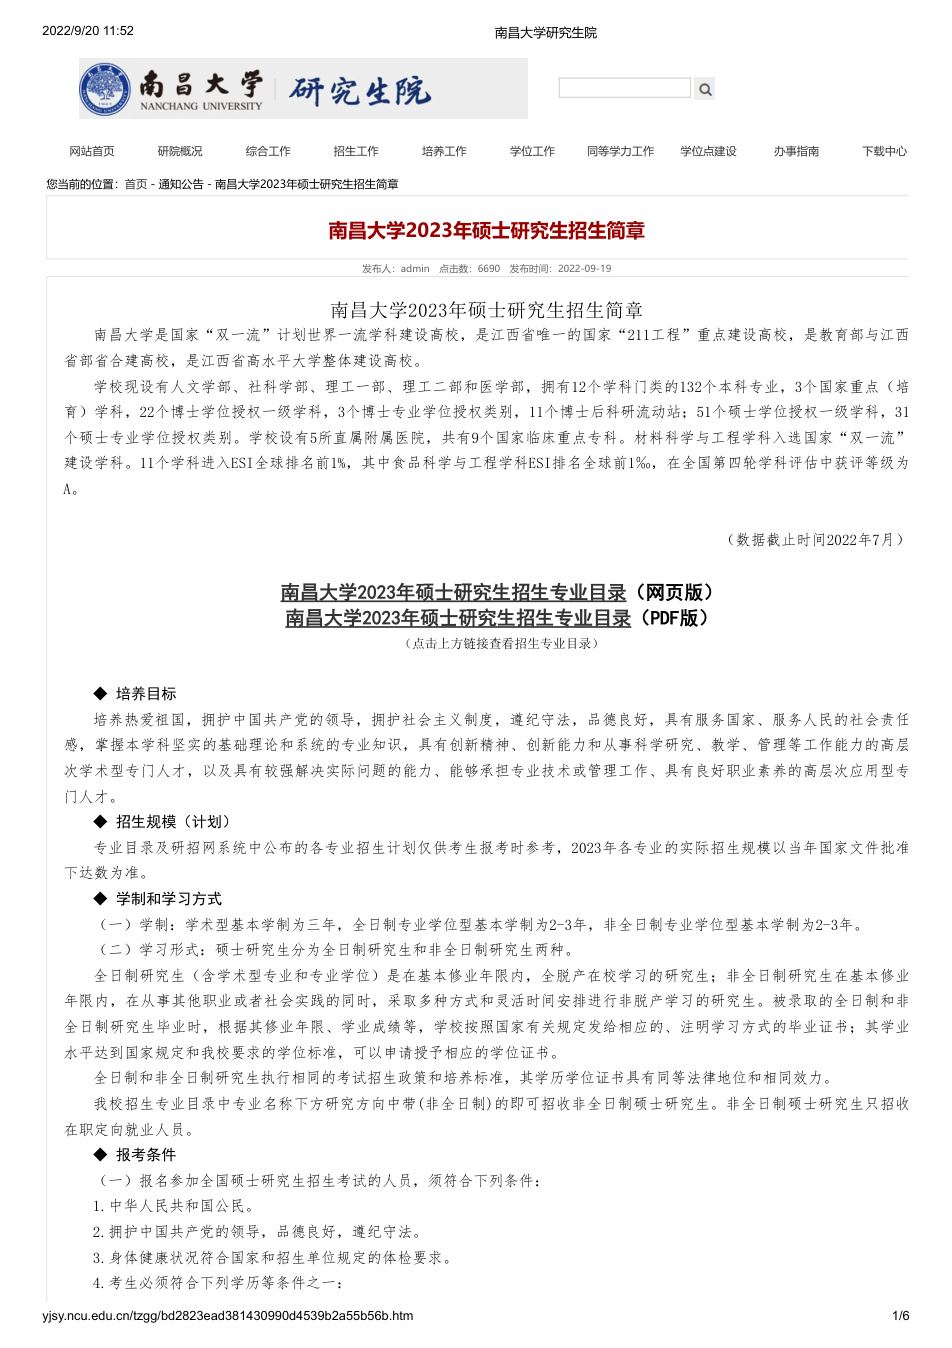 2022/9/20 11:52
南昌大学研究生院
南昌大学 研究生院
NANCHANG UNIVERSITY
网站首页 研院概况 综合工作 招生工作 培养工作 学位工作 同等学力工作 学位点建设 办事指南 下载中心
您当前的位置：首页 - 通知公告 - 南昌大学2023年硕士研究生招生简章
南昌大学2023年硕士研究生招生简章
发布人：admin 点击数：6690 发布时间：2022-09-19
南昌大学2023年硕士研究生招生简章
南昌大学是国家“双一流”计划世界一流学科建设高校，是江西省唯一的国家“211工程”重点建设高校，是教育部与江西
省部省合建高校，是江西省高水平大学整体建设高校。
学校现设有人文学部、社科学部、理工一部、理工二部和医学部，拥有12个学科门类的132个本科专业，3个国家重点（培
育）学科，22个博士学位授权一级学科，3个博士专业学位授权类别，11个博士后科研流动站；51个硕士学位授权一级学科，31
个硕士专业学位授权类别。学校设有5所直属附属医院，共有9个国家临床重点专科。材料科学与工程学科入选国家“双一流”
建设学科。11个学科进入ESI全球排名前1%，其中食品科学与工程学科ESI排名全球前1‰，在全国第四轮学科评估中获评等级为
A。
（数据截止时间2022年7月）
南昌大学2023年硕士研究生招生专业目录（网页版）
南昌大学2023年硕士研究生招生专业目录（PDF版）
（点击上方链接查看招生专业目录）
◆ 培养目标
培养热爱祖国，拥护中国共产党的领导，拥护社会主义制度，遵纪守法，品德良好，具有服务国家、服务人民的社会责任
感，掌握本学科坚实的基础理论和系统的专业知识，具有创新精神、创新能力和从事科学研究、教学、管理等工作能力的高层
次学术型专门人才，以及具有较强解决实际问题的能力、能够承担专业技术或管理工作、具有良好职业素养的高层次应用型专
门人才。
◆ 招生规模（计划）
专业目录及研招网系统中公布的各专业招生计划仅供考生报考时参考，2023年各专业的实际招生规模以当年国家文件批准
下达数为准。
◆ 学制和学习方式
（一）学制：学术型基本学制为三年，全日制专业学位型基本学制为2-3年，非全日制专业学位型基本学制为2-3年。
（二）学习形式：硕士研究生分为全日制研究生和非全日制研究生两种。
全日制研究生（含学术型专业和专业学位）是在基本修业年限内，全脱产在校学习的研究生；非全日制研究生在基本修业
年限内，在从事其他职业或者社会实践的同时，采取多种方式和灵活时间安排进行非脱产学习的研究生。被录取的全日制和非
全日制研究生毕业时，根据其修业年限、学业成绩等，学校按照国家有关规定发给相应的、注明学习方式的毕业证书；其学业
水平达到国家规定和我校要求的学位标准，可以申请授予相应的学位证书。
全日制和非全日制研究生执行相同的考试招生政策和培养标准，其学历学位证书具有同等法律地位和相同效力。
我校招生专业目录中专业名称下方研究方向中带(非全日制)的即可招收非全日制硕士研究生。非全日制硕士研究生只招收
在职定向就业人员。
◆ 报考条件
（一）报名参加全国硕士研究生招生考试的人员，须符合下列条件：
1.中华人民共和国公民。
2.拥护中国共产党的领导，品德良好，遵纪守法。
3.身体健康状况符合国家和招生单位规定的体检要求。
4.考生必须符合下列学历等条件之一：
yjsy.ncu.edu.cn/tzgg/bd2823ead381430990d4539b2a55b56b.htm
1/6